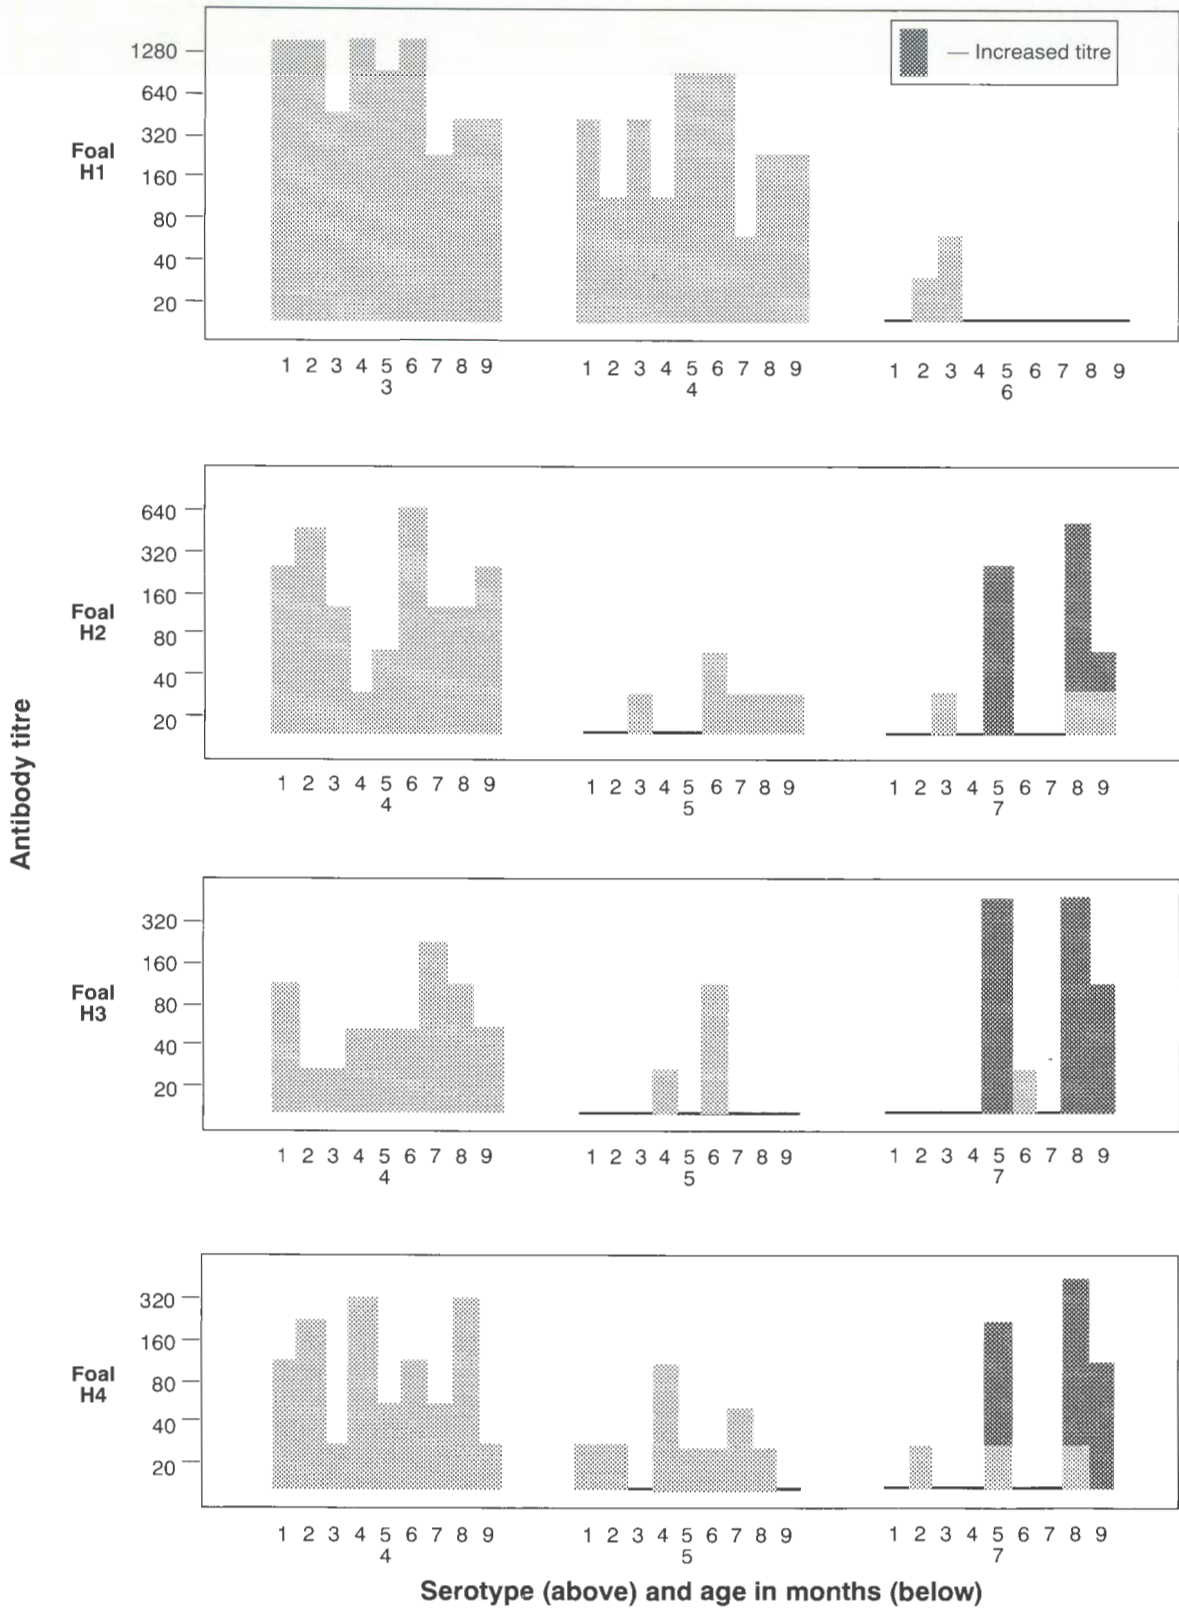 — Increased titre
Antibody titre
Foal
H1
1280
640
320
160
80
40
20
1 2 3 4 5 6 7 8 9
3
1 2 3 4 5 6 7 8 9
4
1 2 3 4 5 6 7 8 9
6
Foal
H2
640
320
160
80
40
20
1 2 3 4 5 6 7 8 9
4
1 2 3 4 5 6 7 8 9
5
1 2 3 4 5 6 7 8 9
7
Foal
H3
320
160
80
40
20
1 2 3 4 5 6 7 8 9
4
1 2 3 4 5 6 7 8 9
5
1 2 3 4 5 6 7 8 9
7
Foal
H4
320
160
80
40
20
1 2 3 4 5 6 7 8 9
4
1 2 3 4 5 6 7 8 9
5
1 2 3 4 5 6 7 8 9
7
Serotype (above) and age in months (below)